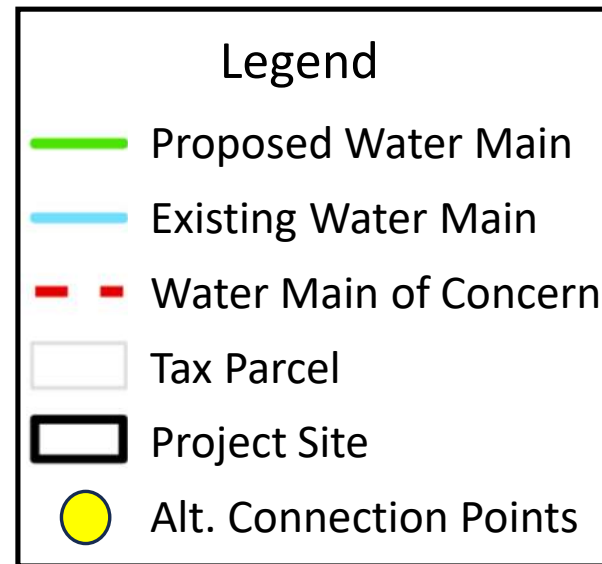 Legend
Proposed Water Main
Existing Water Main
Water Main of Concern
Tax Parcel
Project Site
Alt. Connection Points